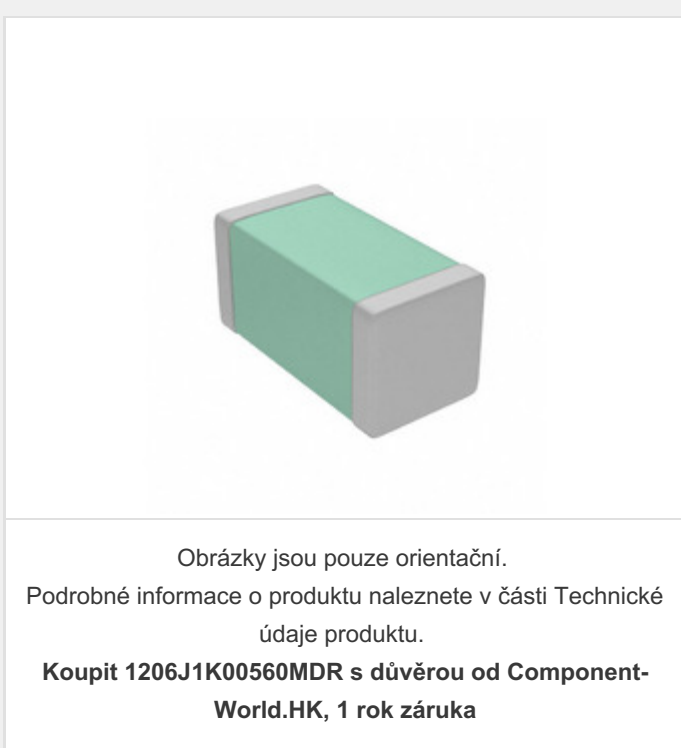 Obrázky jsou pouze orientační.
Podrobné informace o produktu naleznete v části Technické
údaje produktu.
Koupit 1206J1K00560MDR s důvěrou od Component-
World.HK, 1 rok záruka